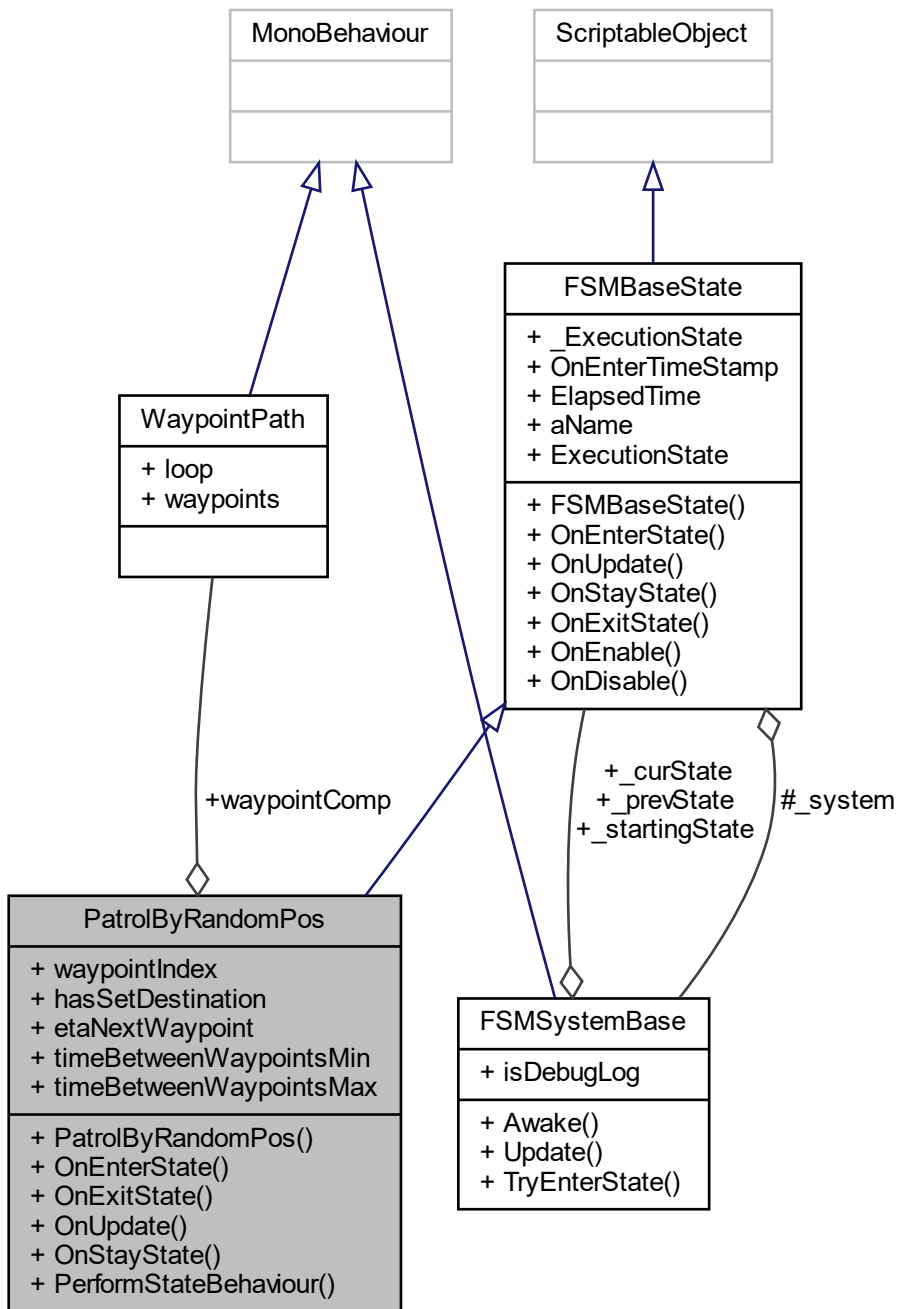 MonoBehaviour
ScriptableObject
FSMBaseState
+ _ExecutionState
+ OnEnterTimeStamp
+ ElapsedTime
+ aName
+ ExecutionState
+ FSMBaseState()
+ OnEnterState()
+ OnUpdate()
+ OnStayState()
+ OnExitState()
+ OnEnable()
+ OnDisable()
WaypointPath
+ loop
+ waypoints
+waypointComp
+_curState
+_prevState
+_startingState
#_system
PatrolByRandomPos
+ waypointIndex
+ hasSetDestination
+ etaNextWaypoint
+ timeBetweenWaypointsMin
+ timeBetweenWaypointsMax
+ PatrolByRandomPos()
+ OnEnterState()
+ OnExitState()
+ OnUpdate()
+ OnStayState()
+ PerformStateBehaviour()
FSMSystemBase
+ isDebugLog
+ Awake()
+ Update()
+ TryEnterState()